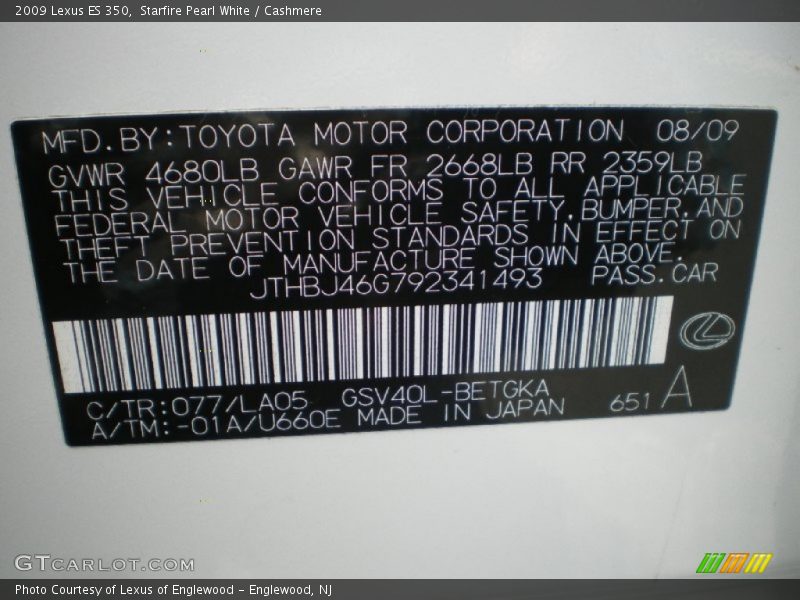 2009 Lexus ES 350, Starfire Pearl White / Cashmere
MFD.BY:TOYOTA MOTOR CORPORATION 08/09
GVWR 4680LB GAWR FR 2668LB RR 2359LB
THIS VEHICLE CONFORMS TO ALL APPLICABLE
FEDERAL MOTOR VEHICLE SAFETY,BUMPER,AND
THEFT PREVENTION STANDARDS IN EFFECT ON
THE DATE OF MANUFACTURE SHOWN ABOVE.
JTHBJ46G792341493 PASS.CAR
C/TR:077/LA05 GSV40L-BETGKA
A/TM:-01A/U660E MADE IN JAPAN 651 A
GTCARLOT.COM
Photo Courtesy of Lexus of Englewood - Englewood, NJ